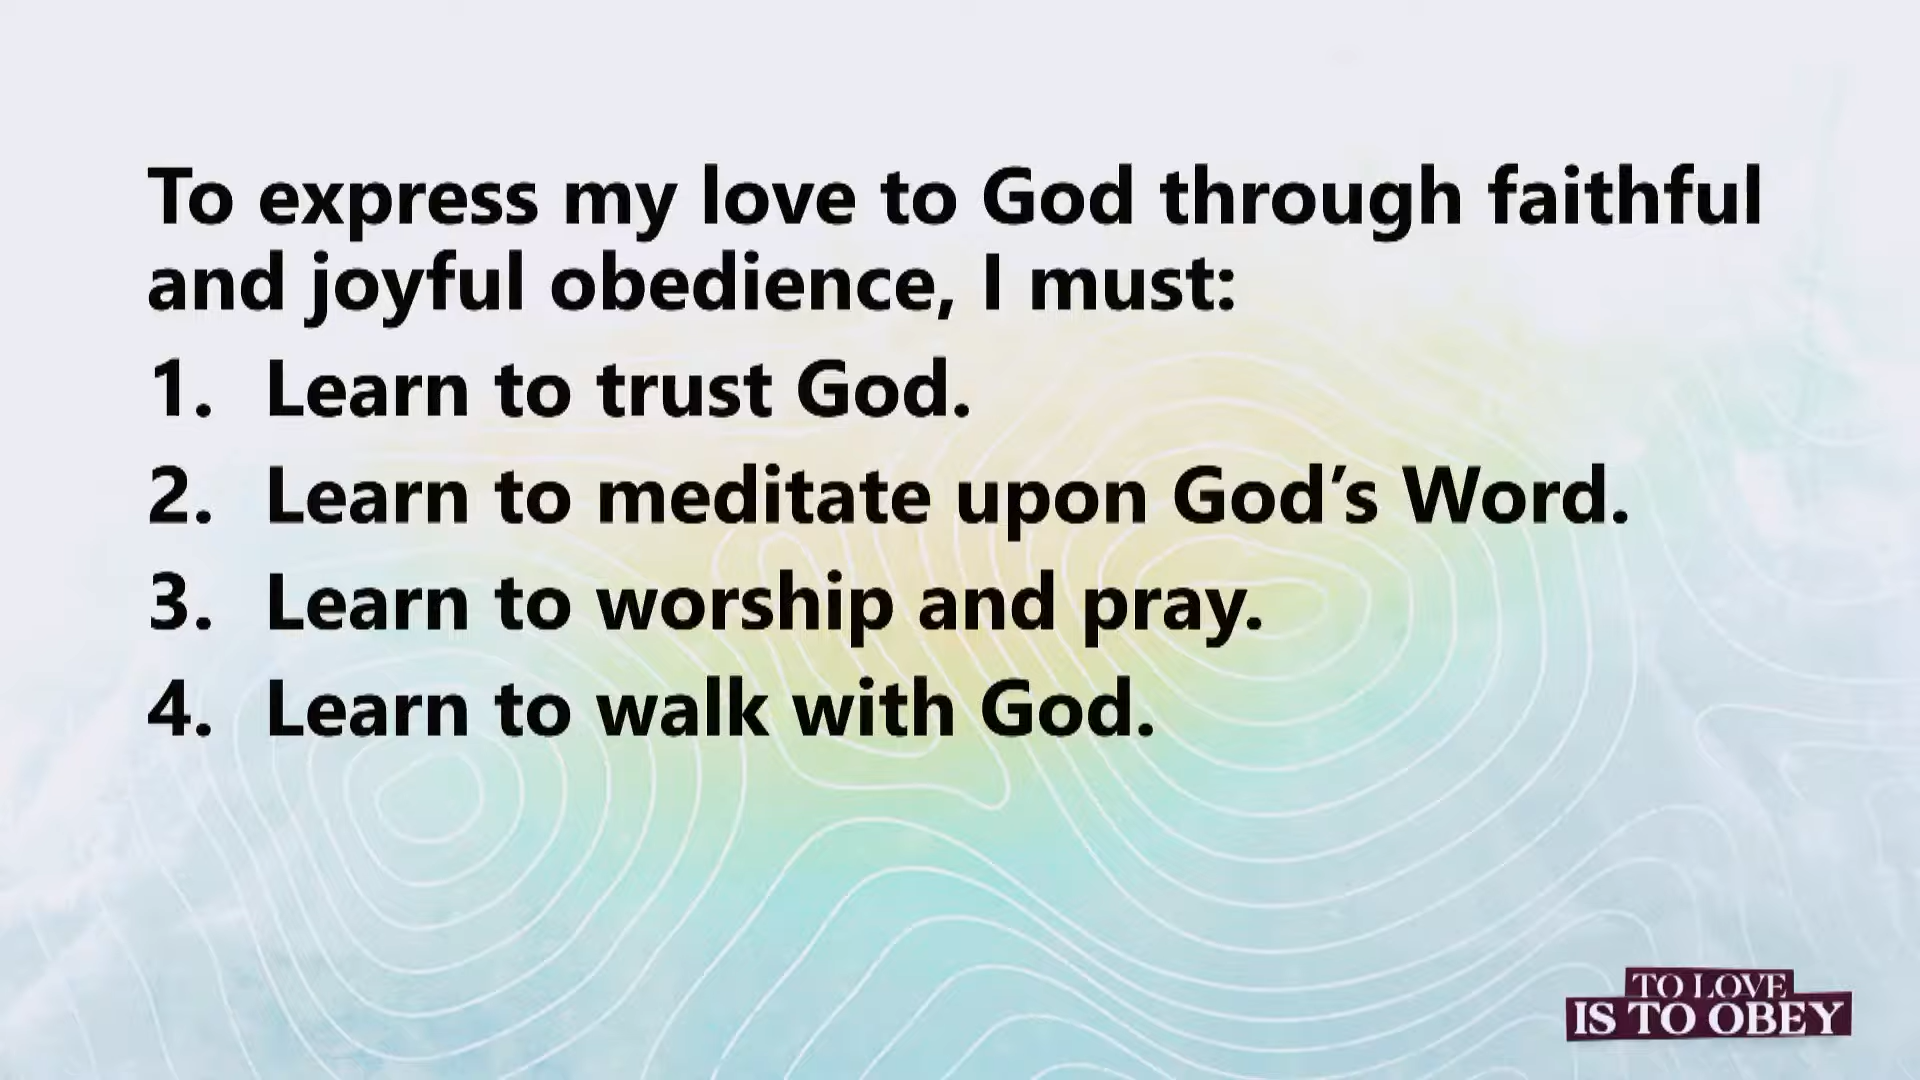 To express my love to God through faithful
and joyful obedience, I must:
1. Learn to trust God.
2. Learn to meditate upon God’s Word.
3. Learn to worship and pray.
4. Learn to walk with God.
TO LOVE
IS TO OBEY